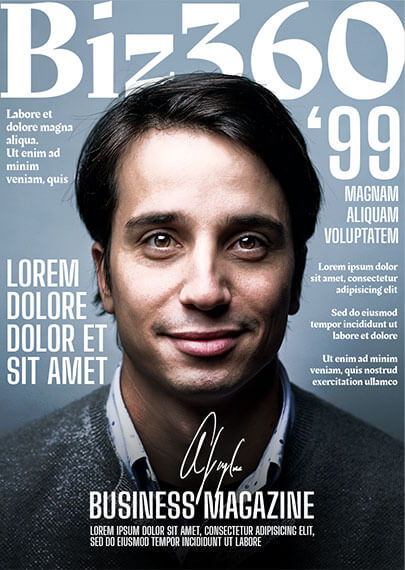 Biz360
Labore et
dolore magna
aliqua.
Ut enim ad
minim
veniam, quis
‘99
MAGNAM
ALIQUAM
VOLUPTATEM
LOREM
DOLORE
DOLOR ET
SIT AMET
Lorem ipsum dolor
sit amet, consectetur
adipisicing elit
Sed do eiusmod
tempor incididunt ut
labore et dolore
Ut enim ad minim
veniam, quis nostrud
exercitation ullamco
BUSINESS MAGAZINE
LOREM IPSUM DOLOR SIT AMET, CONSECTETUR ADIPISICING ELIT,
SED DO EIUSMOD TEMPOR INCIDIDUNT UT LABORE